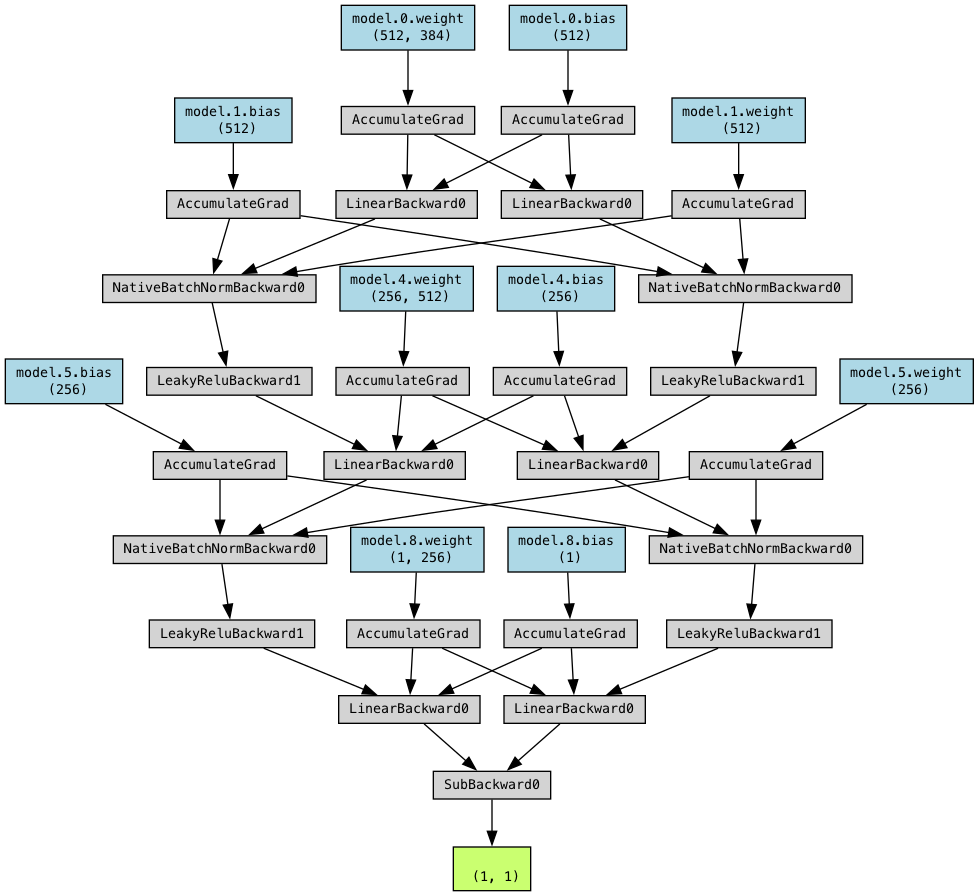 model.0.weight
(512, 384)
model.0.bias
(512)
model.1.bias
(512)
AccumulateGrad
AccumulateGrad
model.1.weight
(512)
AccumulateGrad
LinearBackward0
LinearBackward0
AccumulateGrad
NativeBatchNormBackward0
model.4.weight
(256, 512)
model.4.bias
(256)
NativeBatchNormBackward0
model.5.bias
(256)
LeakyReluBackward1
AccumulateGrad
AccumulateGrad
LeakyReluBackward1
model.5.weight
(256)
AccumulateGrad
LinearBackward0
LinearBackward0
AccumulateGrad
NativeBatchNormBackward0
model.8.weight
(1, 256)
model.8.bias
(1)
NativeBatchNormBackward0
LeakyReluBackward1
AccumulateGrad
AccumulateGrad
LeakyReluBackward1
LinearBackward0
LinearBackward0
SubBackward0
(1, 1)